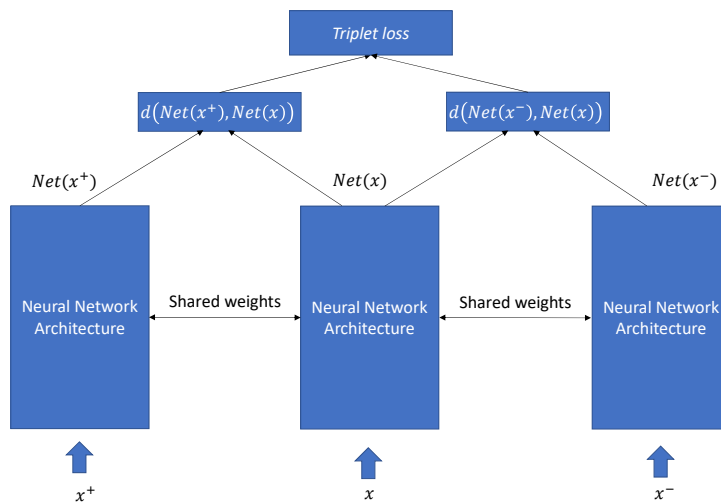 Triplet loss
d(Net(x⁺), Net(x))
d(Net(x⁻), Net(x))
Net(x⁺)
Net(x)
Net(x⁻)
Neural Network
Architecture
Shared weights
Neural Network
Architecture
Shared weights
Neural Network
Architecture
x⁺
x
x⁻